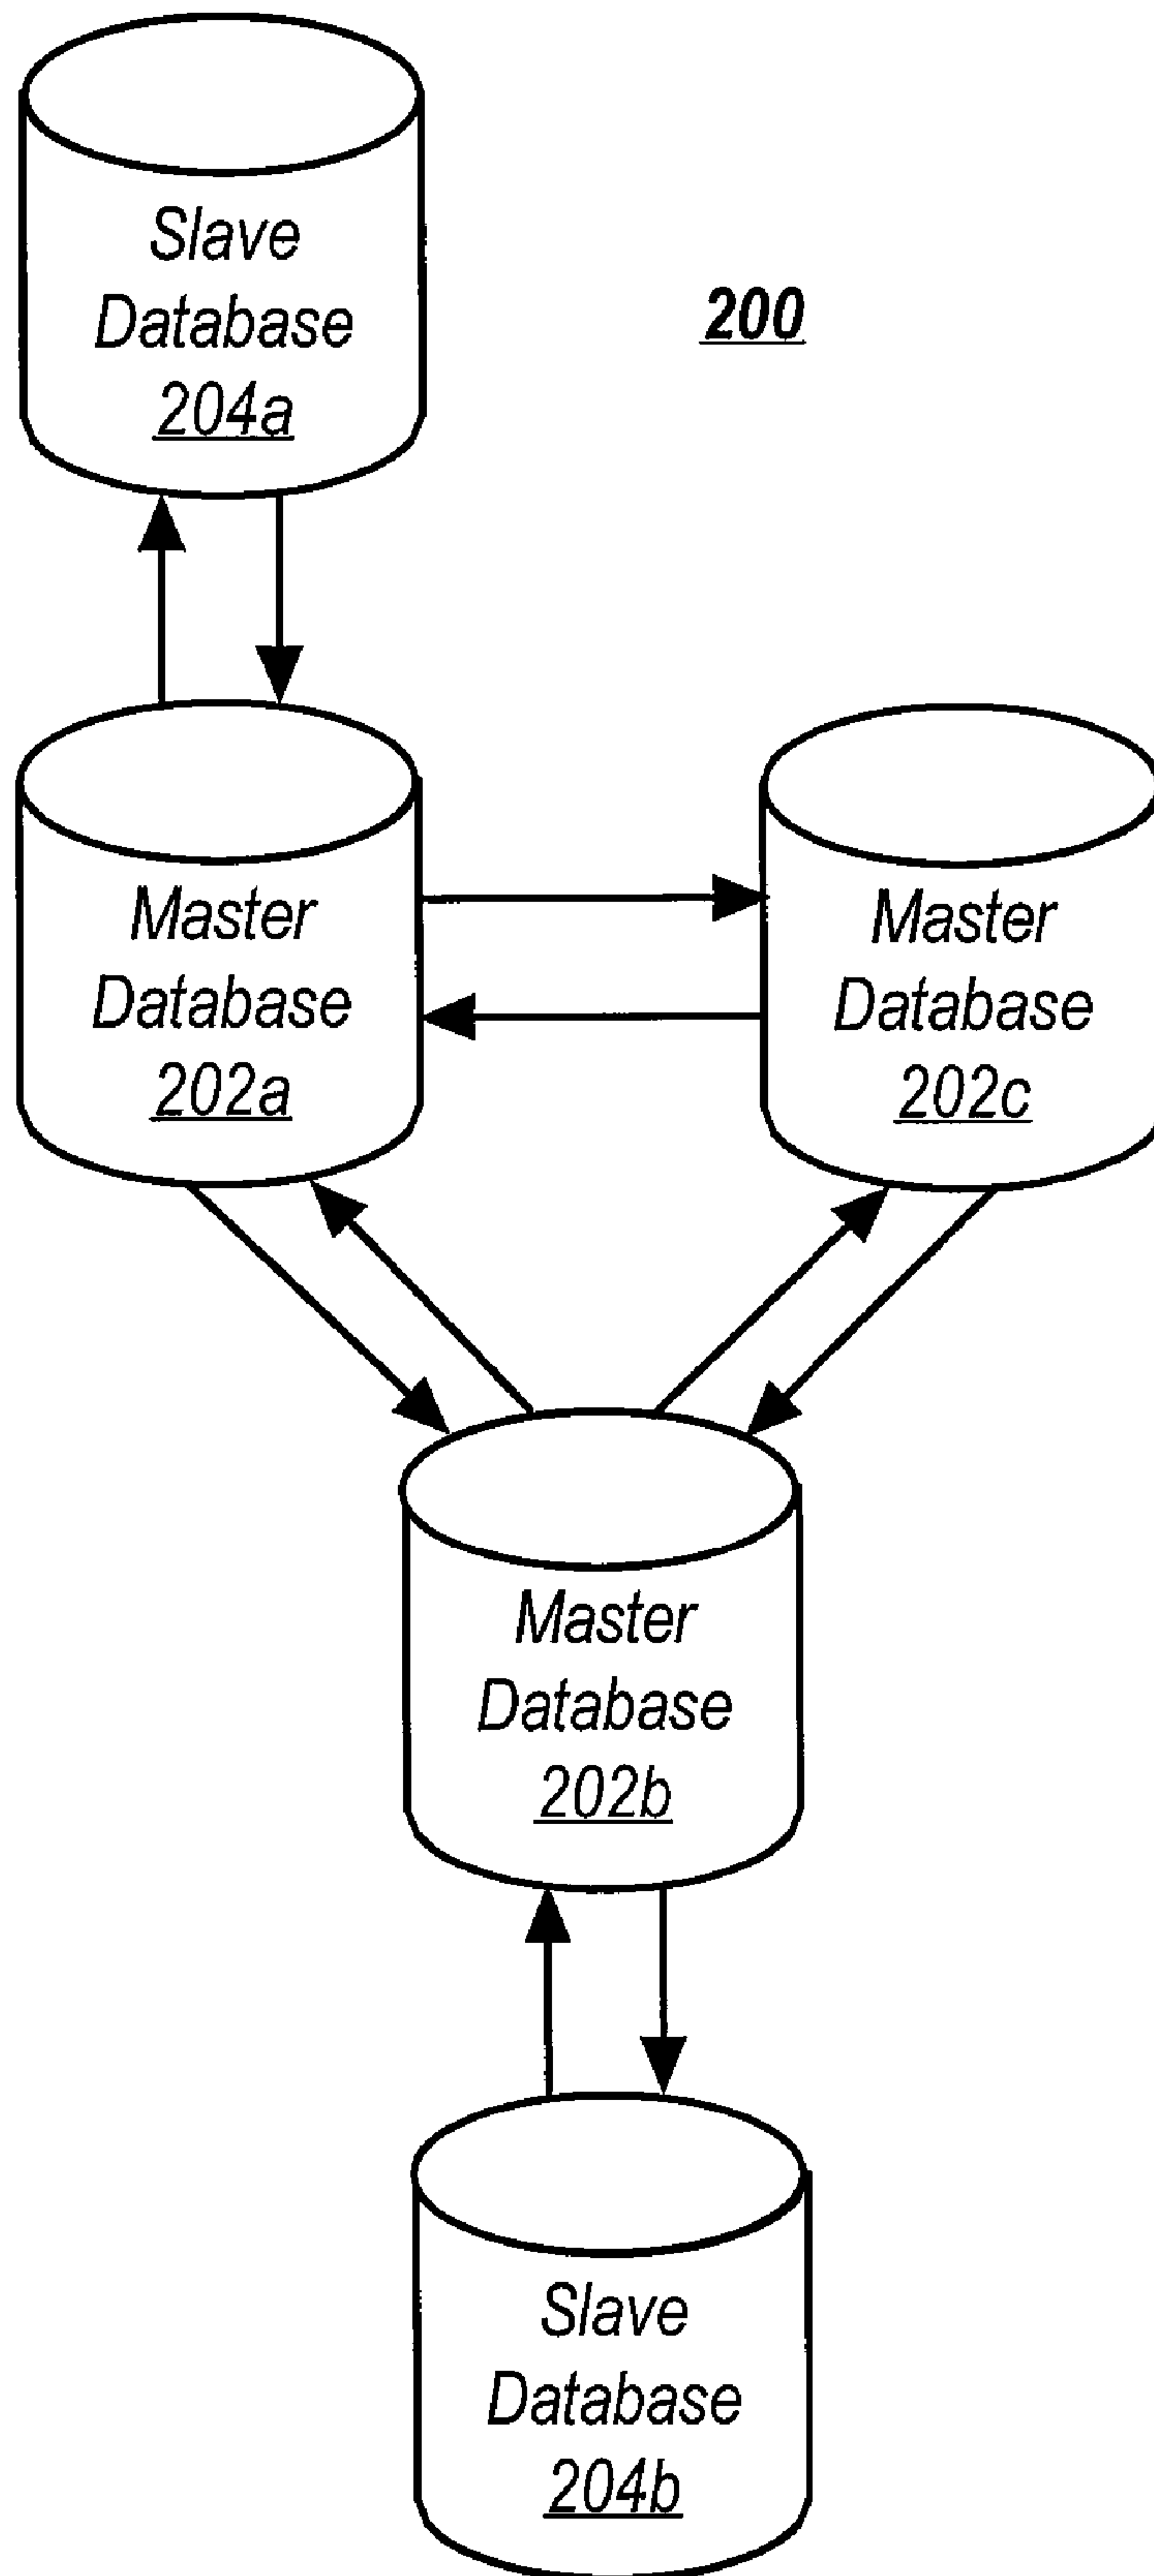 Slave
Database
204a
200
Master
Database
202a
Master
Database
202c
Master
Database
202b
Slave
Database
204b